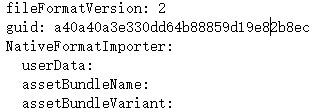 fileFormatVersion: 2
guid: a40a40a3e330dd64b88859d19e82b8ec
NativeFormatImporter:
  userData:
  assetBundleName:
  assetBundleVariant: